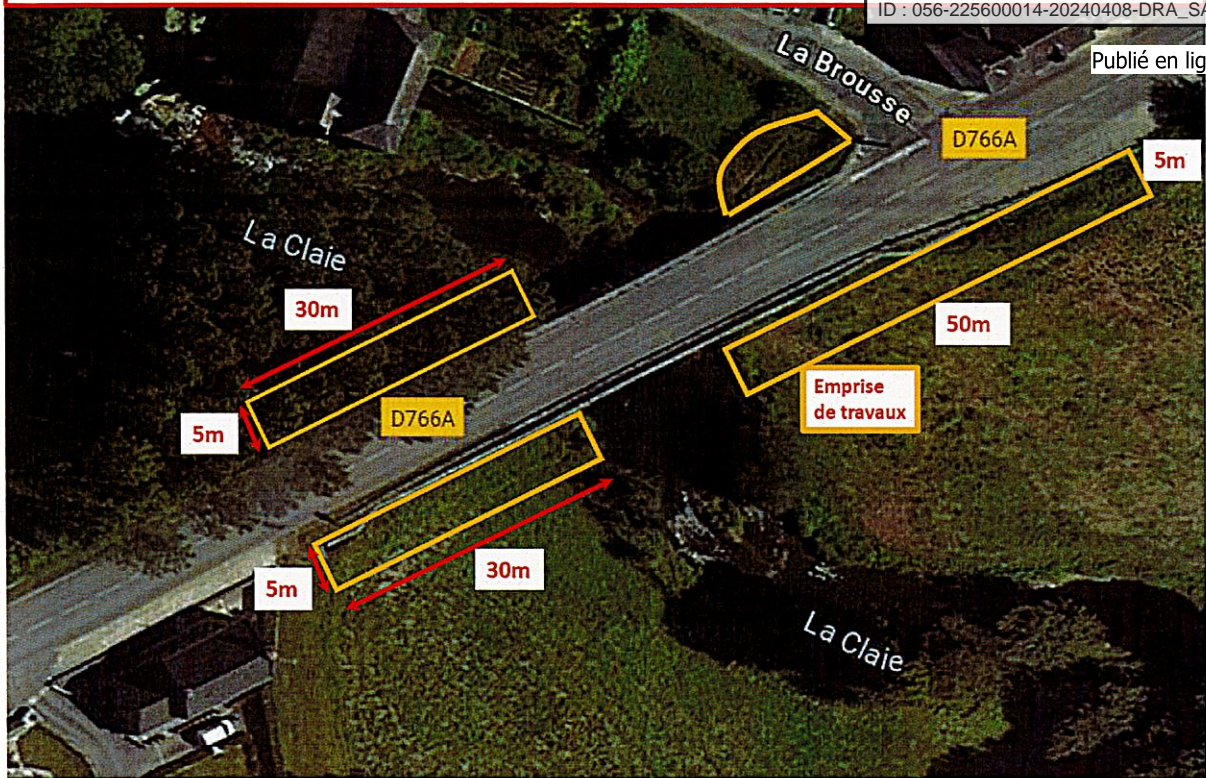 ID : 056-225600014-20240408-DRA_SA
Publié en lig
La Brousse
D766A
5m
La Claie
30m
50m
Emprise
de travaux
5m
D766A
30m
5m
La Claie